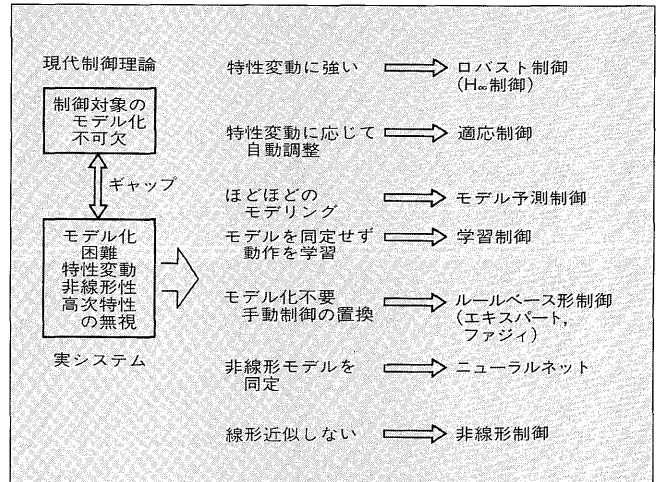 現代制御理論
制御対象の
モデル化
不可欠
ギャップ
モデル化
困難
特性変動
非線形性
高次特性
の無視
実システム
特性変動に強い
ロバスト制御
(H∞制御)
特性変動に応じて
自動調整
適応制御
ほどほどの
モデリング
モデル予測制御
モデルを同定せず
動作を学習
学習制御
モデル化不要
手動制御の置換
ルールベース形制御
(エキスパート,
ファジィ)
非線形モデルを
同定
ニューラルネット
線形近似しない
非線形制御